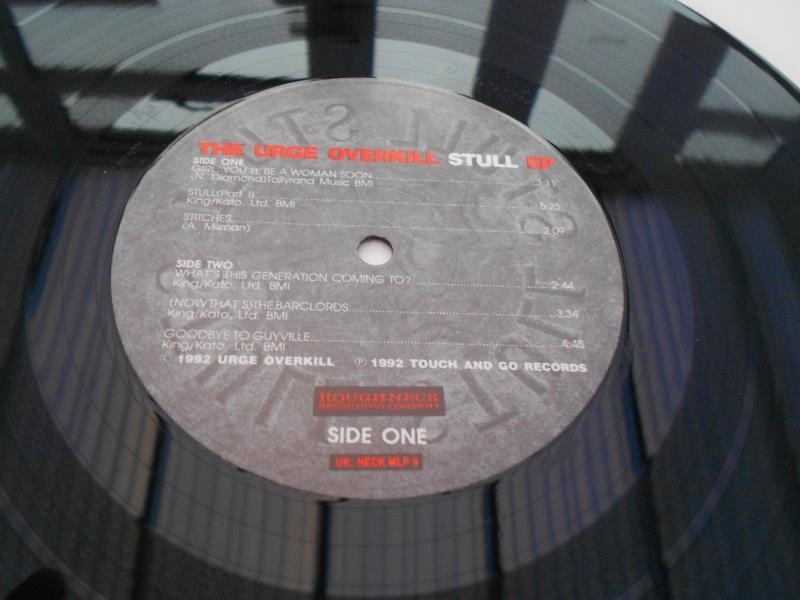 THE URGE OVERKILL STULL EP
SIDE ONE
GIRL, YOU'LL BE A WOMAN SOON 3:11
(N. Diamond)Tallyrand Music BMI
STULL(Part 1) 5:25
King/Kato, Ltd. BMI
STITCHES 2:09
(A. Milman)
SIDE TWO
WHAT'S THIS GENERATION COMING TO? 2:44
King/Kato, Ltd. BMI
(NOW THAT'S)THE BARCLORDS 3:34
King/Kato, Ltd. BMI
GOODBYE TO GUYVILLE 4:48
King/Kato, Ltd. BMI
© 1992 URGE OVERKILL ℗ 1992 TOUCH AND GO RECORDS
ROUGHNECK
RECORDING COMPANY
SIDE ONE
UK: NECK MLP 9